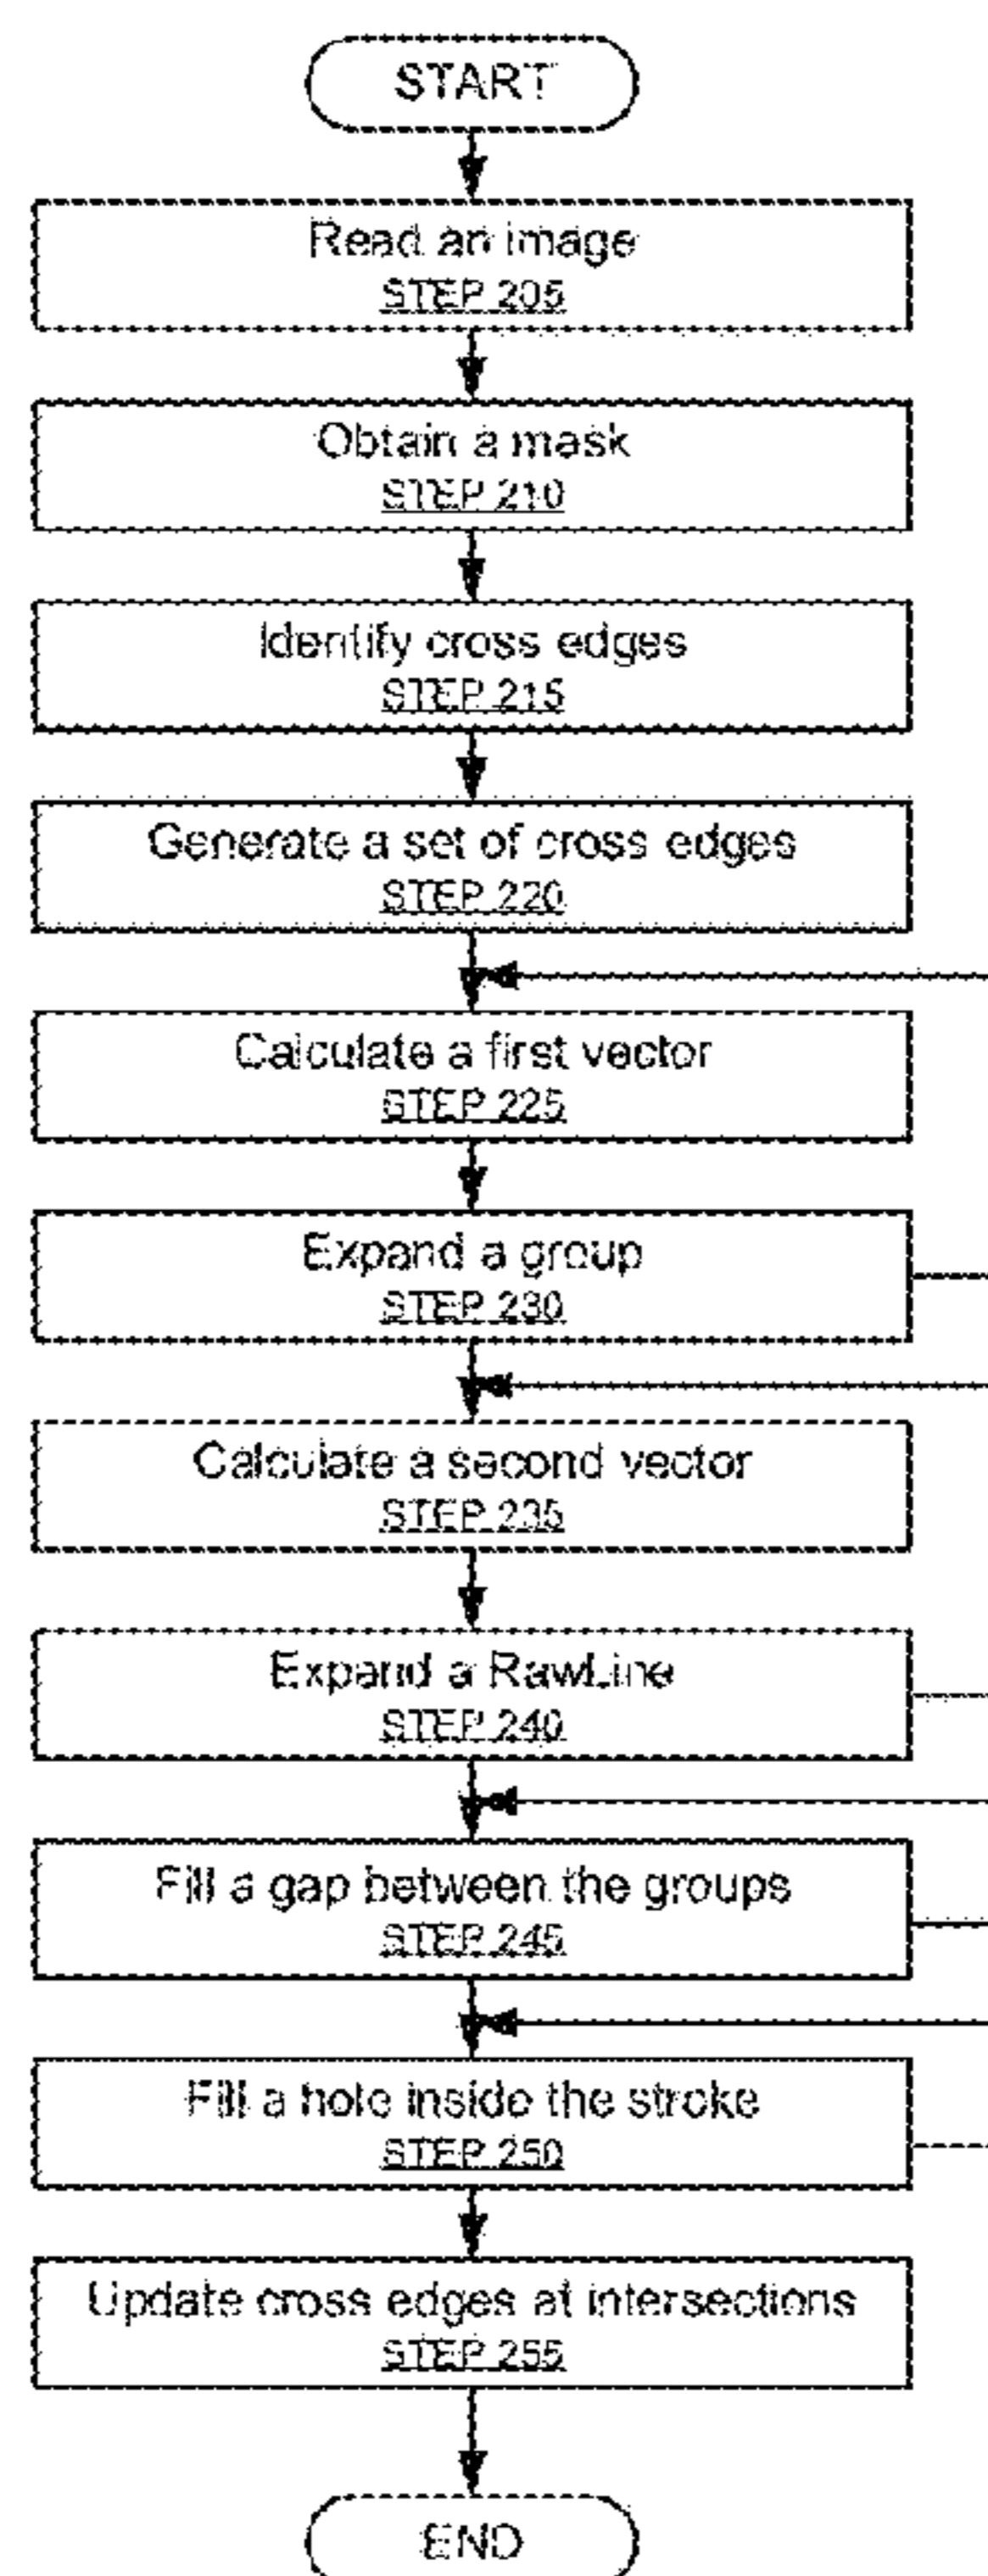 START
Read an image
STEP 205
Obtain a mask
STEP 210
Identify cross edges
STEP 215
Generate a set of cross edges
STEP 220
Calculate a first vector
STEP 225
Expand a group
STEP 230
Calculate a second vector
STEP 235
Expand a RawLine
STEP 240
Fill a gap between the groups
STEP 245
Fill a hole inside the stroke
STEP 250
Update cross edges at intersections
STEP 255
END